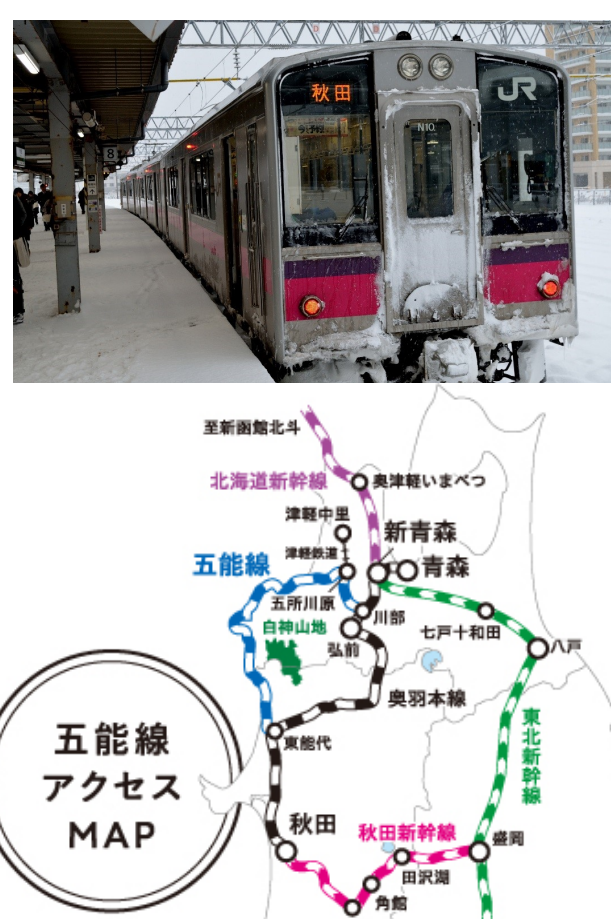 秋田
JR
N10
8
至新函館北斗
北海道新幹線
奥津軽いまべつ
津軽中里
新青森
津軽鉄道
五能線
青森
五所川原
川部
白神山地
七戸十和田
弘前
八戸
奥羽本線
東北新幹線
五能線
アクセス
MAP
東能代
秋田
秋田新幹線
盛岡
田沢湖
角館